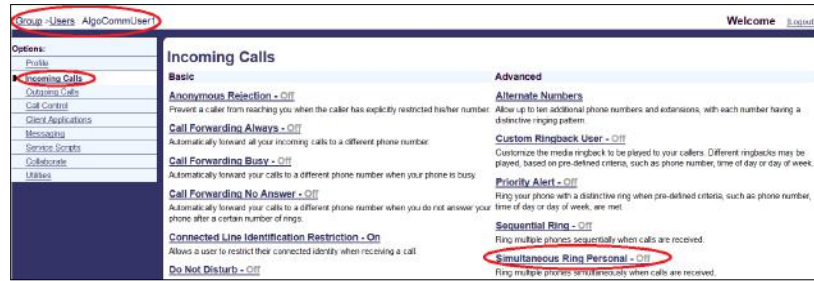 Group >Users AlgoCommUser1
Welcome [Logout
Options:
Profile
Incoming Calls
Outgoing Calls
Call Control
Client Applications
Messaging
Service Scripts
Collaborate
Utilities
Incoming Calls
Basic
Anonymous Rejection - Off
Prevent a caller from reaching you when the caller has explicitly restricted his/her number.
Call Forwarding Always - Off
Automatically forward all your incoming calls to a different phone number.
Call Forwarding Busy - Off
Automatically forward your calls to a different phone number when your phone is busy.
Call Forwarding No Answer - Off
Automatically forward your calls to a different phone number when you do not answer your
phone after a certain number of rings.
Connected Line Identification Restriction - On
Allows a user to restrict their connected identity when receiving a call.
Do Not Disturb - Off
Advanced
Alternate Numbers
Allow up to ten additional phone numbers and extensions, with each number having a
distinctive ringing pattern.
Custom Ringback User - Off
Customize the media ringback to be played to your callers. Different ringbacks may be
played, based on pre-defined criteria, such as phone number, time of day or day of week.
Priority Alert - Off
Ring your phone with a distinctive ring when pre-defined criteria, such as phone number,
time of day or day of week, are met.
Sequential Ring - Off
Ring multiple phones sequentially when calls are received.
Simultaneous Ring Personal - Off
Ring multiple phones simultaneously when calls are received.